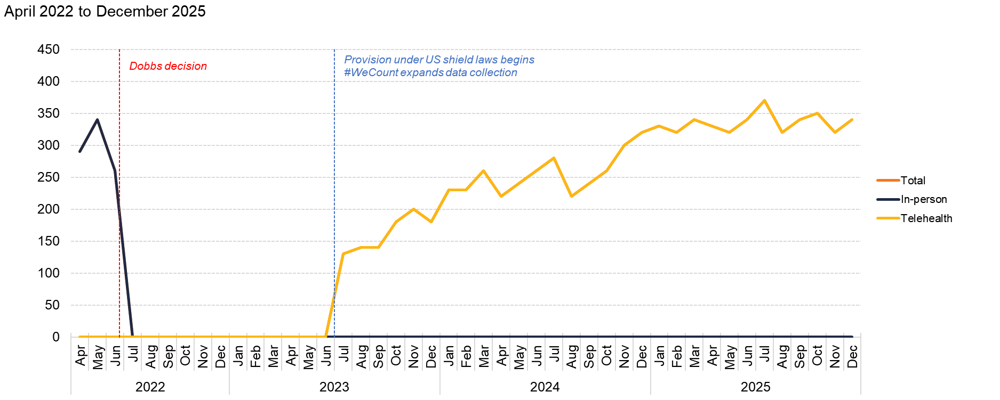 April 2022 to December 2025
450
Dobbs decision
Provision under US shield laws begins
#WeCount expands data collection
400
350
300
250
200
150
100
50
0
Total
In-person
Telehealth
Apr May Jun Jul Aug Sep Oct Nov Dec Jan Feb Mar Apr May Jun Jul Aug Sep Oct Nov Dec Jan Feb Mar Apr May Jun Jul Aug Sep Oct Nov Dec Jan Feb Mar Apr May Jun Jul Aug Sep Oct Nov Dec
2022 2023 2024 2025